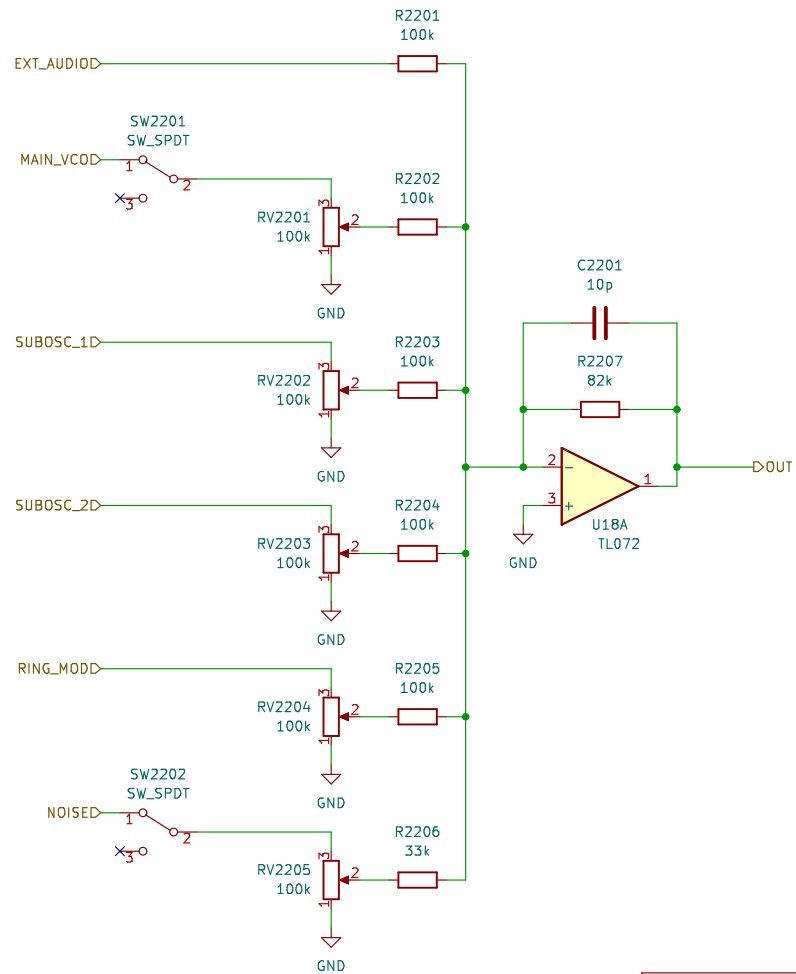 R2201
100k
EXT_AUDIO
SW2201
SW_SPDT
MAIN_VCO
1
2
3
R2202
100k
RV2201
100k
3
2
1
GND
C2201
10p
SUBOSC_1
R2203
100k
RV2202
100k
3
2
1
GND
R2207
82k
2
1
3
OUT
U18A
TL072
GND
SUBOSC_2
R2204
100k
RV2203
100k
3
2
1
GND
RING_MOD
R2205
100k
RV2204
100k
3
2
1
GND
SW2202
SW_SPDT
NOISE
1
2
3
R2206
33k
RV2205
100k
3
2
1
GND